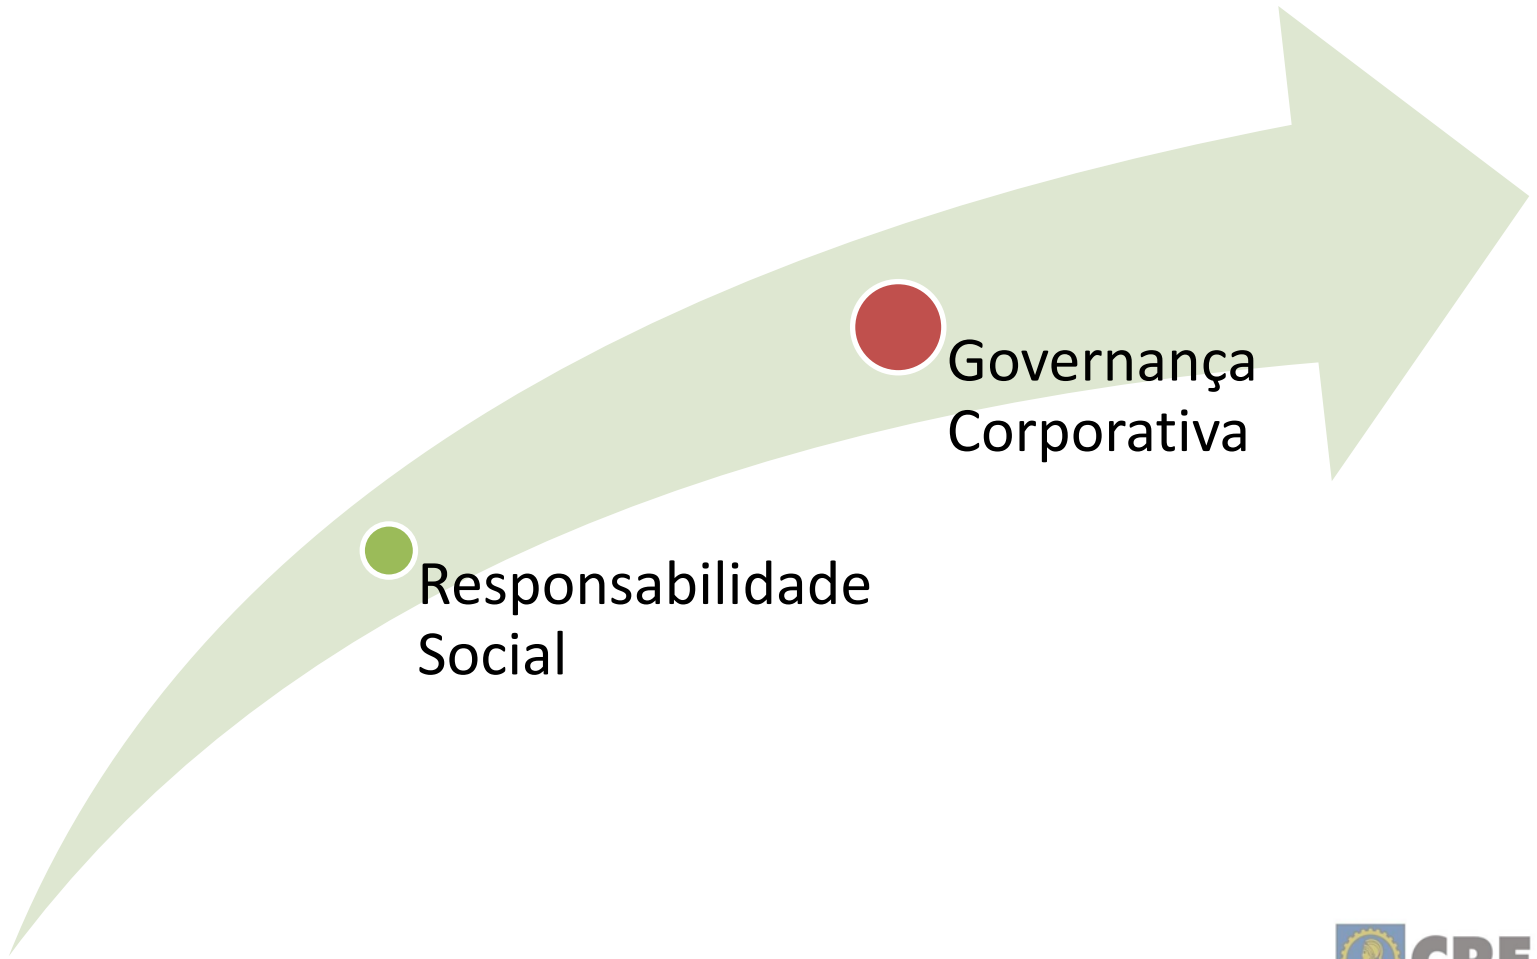 Governança
Corporativa
Responsabilidade
Social